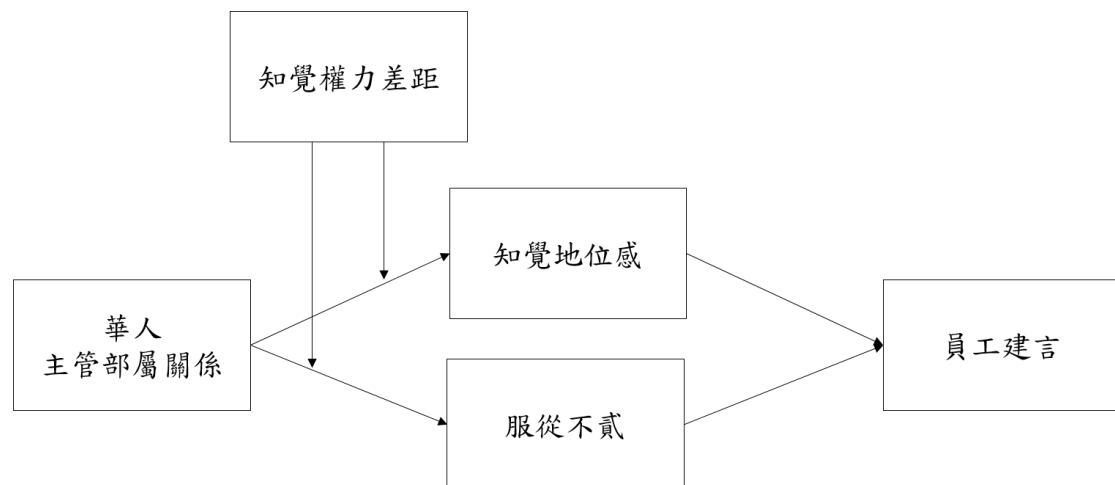 知覺權力差距
知覺地位感
華人
主管部屬關係
員工建言
服從不貳